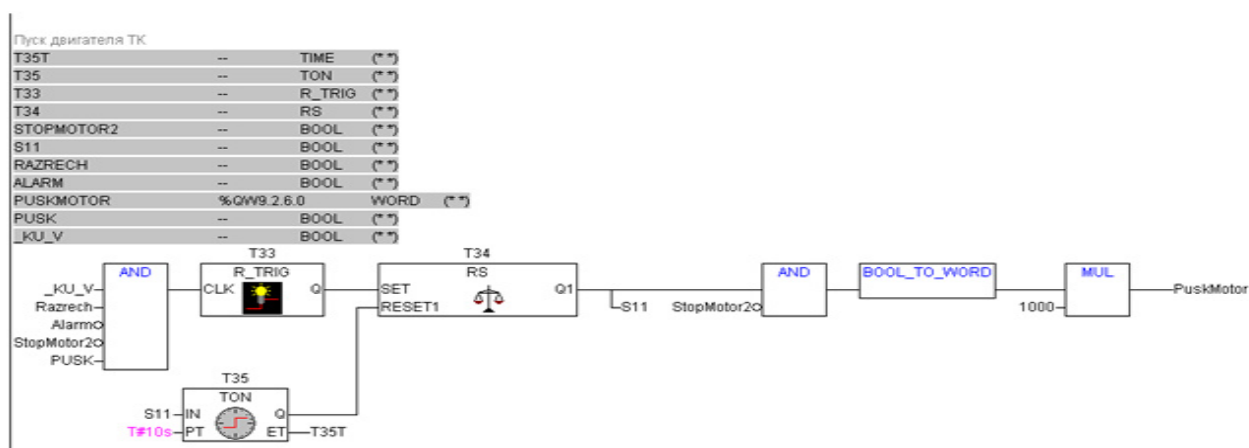 Пуск двигателя ТК
T35T -- TIME (* *)
T35 -- TON (* *)
T33 -- R_TRIG (* *)
T34 -- RS (* *)
STOPMOTOR2 -- BOOL (* *)
S11 -- BOOL (* *)
RAZRECH -- BOOL (* *)
ALARM -- BOOL (* *)
PUSKMOTOR %QW9.2.6.0 WORD (* *)
PUSK -- BOOL (* *)
_KU_V -- BOOL (* *)
T33 T34
AND R_TRIG RS AND BOOL_TO_WORD MUL
_KU_V CLK Q SET Q1 PuskMotor
Razrech RESET1 S11 StopMotor2 1000
Alarm
StopMotor2
PUSK
T35
TON
S11 IN Q
T#10s PT ET T35T